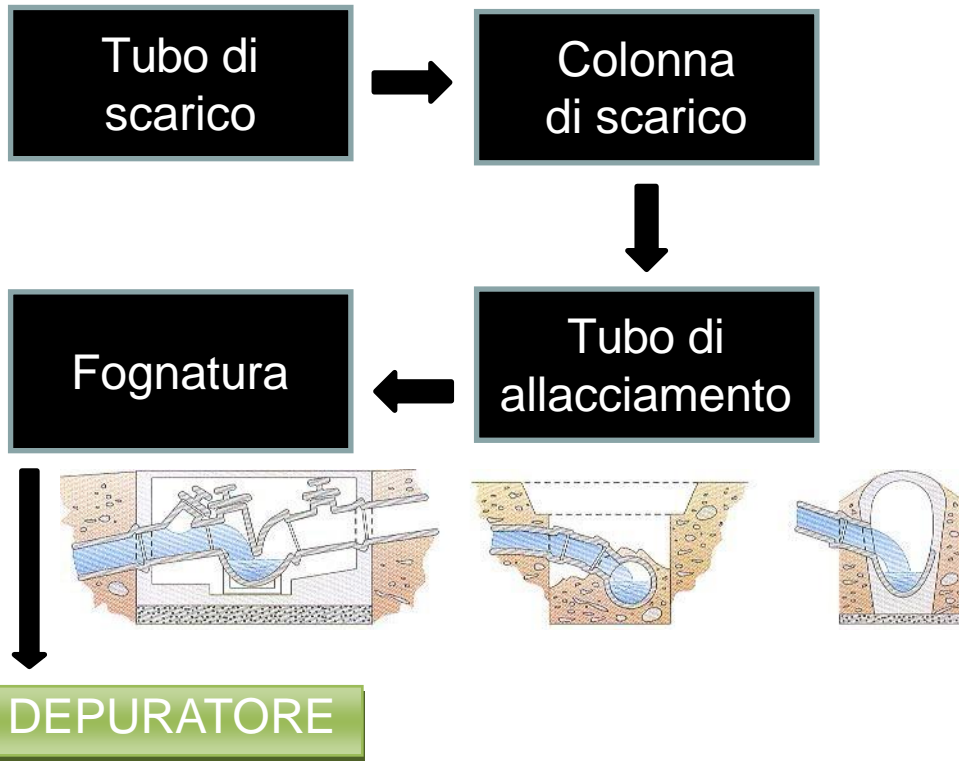 Tubo di
scarico
Colonna
di scarico
Tubo di
allacciamento
Fognatura
DEPURATORE